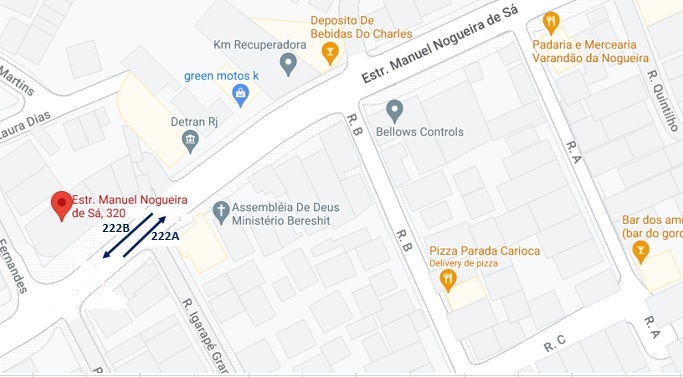 Deposito De
Bebidas Do Charles
Km Recuperadora
Estr. Manuel Nogueira de Sá
Padaria e Mercearia
Varandão da Nogueira
green motos k
Martins
Laura Dias
Detran Rj
Bellows Controls
R. B
R. A
R. Quintilho
Estr. Manuel Nogueira
de Sá, 320
Assembléia De Deus
Ministério Bereshit
222B
222A
Fernandes
R. B
Bar dos ami
(bar do gord
Pizza Parada Carioca
Delivery de pizza
R. Igarapé Gran
R. C
R. A